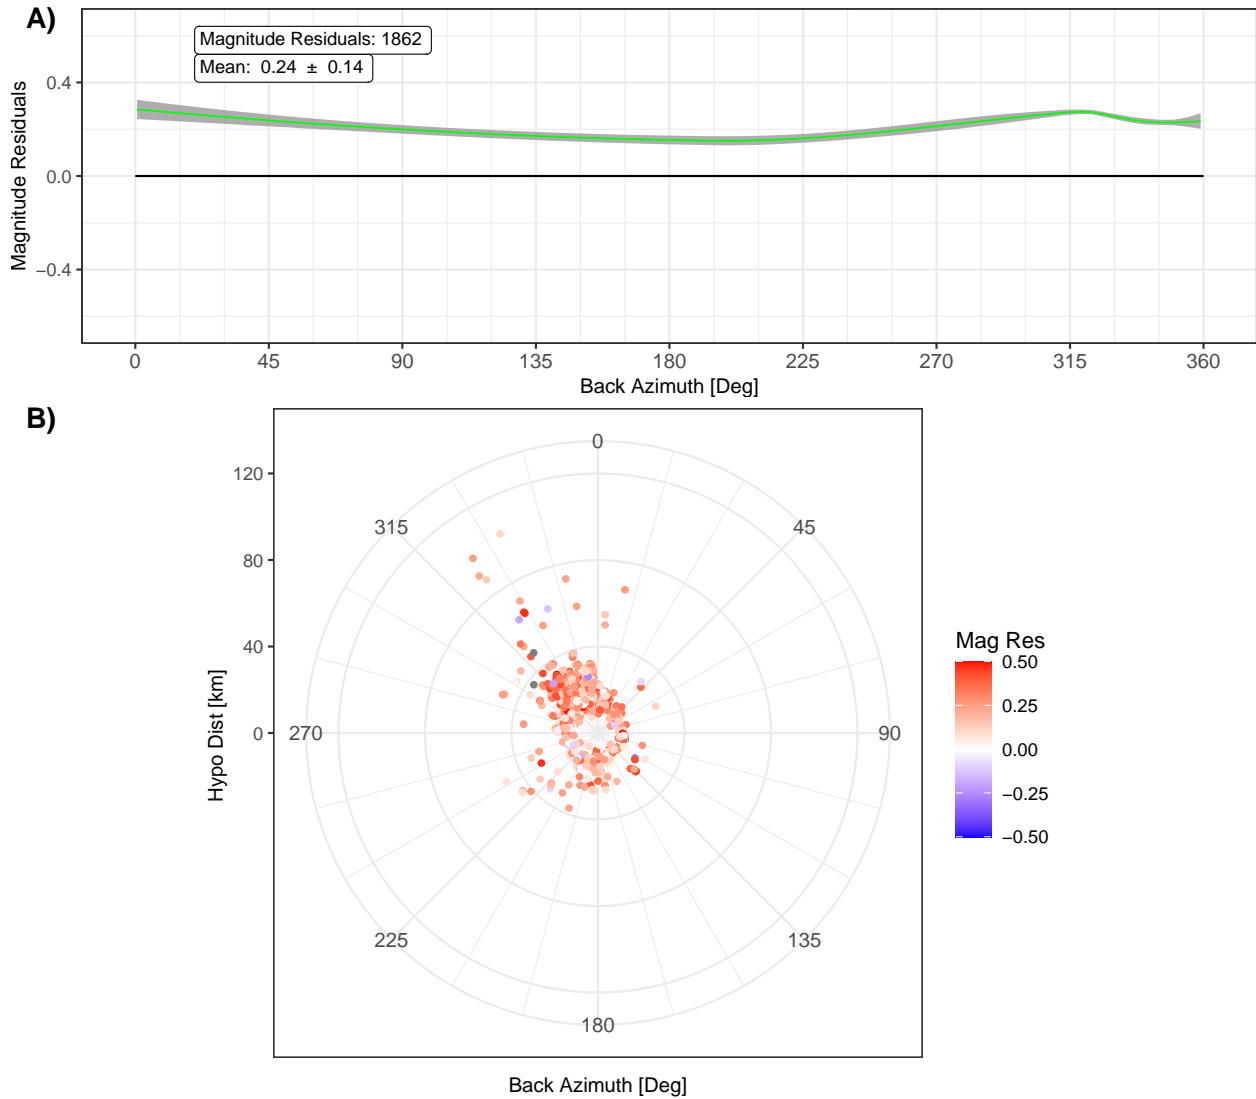 A)
Magnitude Residuals: 1862
Mean: 0.24 ± 0.14
Magnitude Residuals
0.4
0.0
−0.4
0 45 90 135 180 225 270 315 360
Back Azimuth [Deg]
B)
Hypo Dist [km]
120
80
40
0
0
45
90
135
180
225
270
315
Back Azimuth [Deg]
Mag Res
0.50
0.25
0.00
−0.25
−0.50